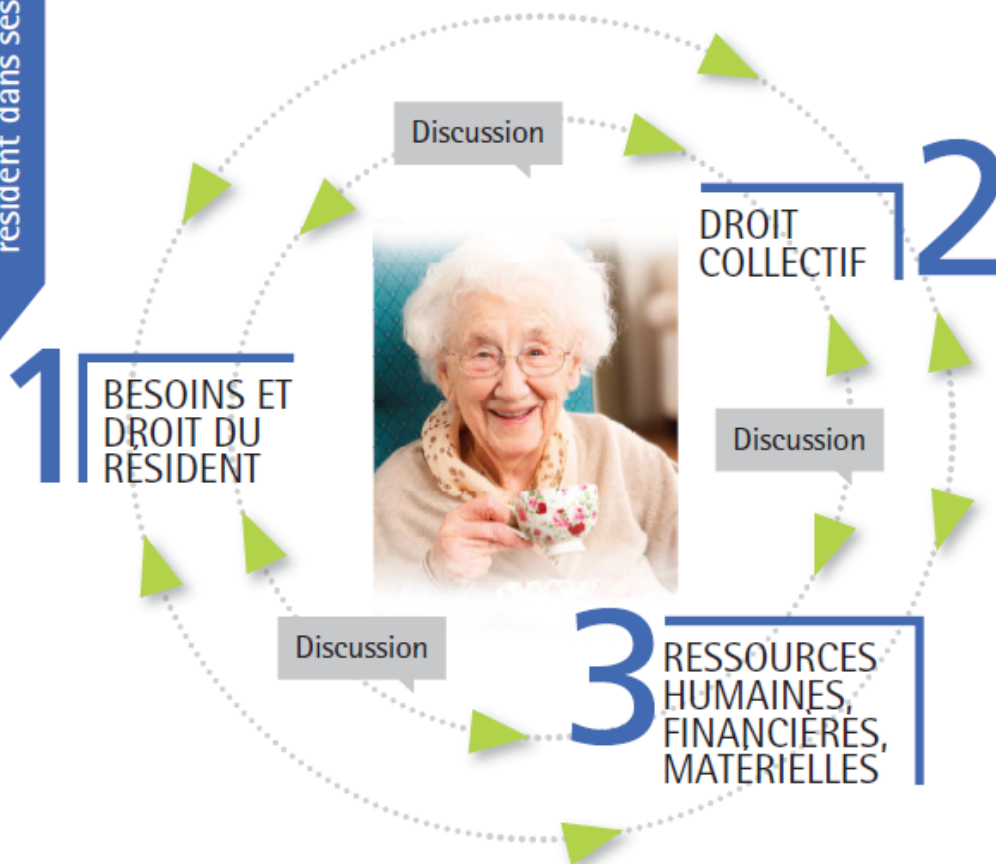 résident dans ses
Discussion
2
DROIT
COLLECTIF
1
BESOINS ET
DROIT DU
RÉSIDENT
Discussion
Discussion
3
RESSOURCES
HUMAINES,
FINANCIÈRES,
MATÉRIELLES